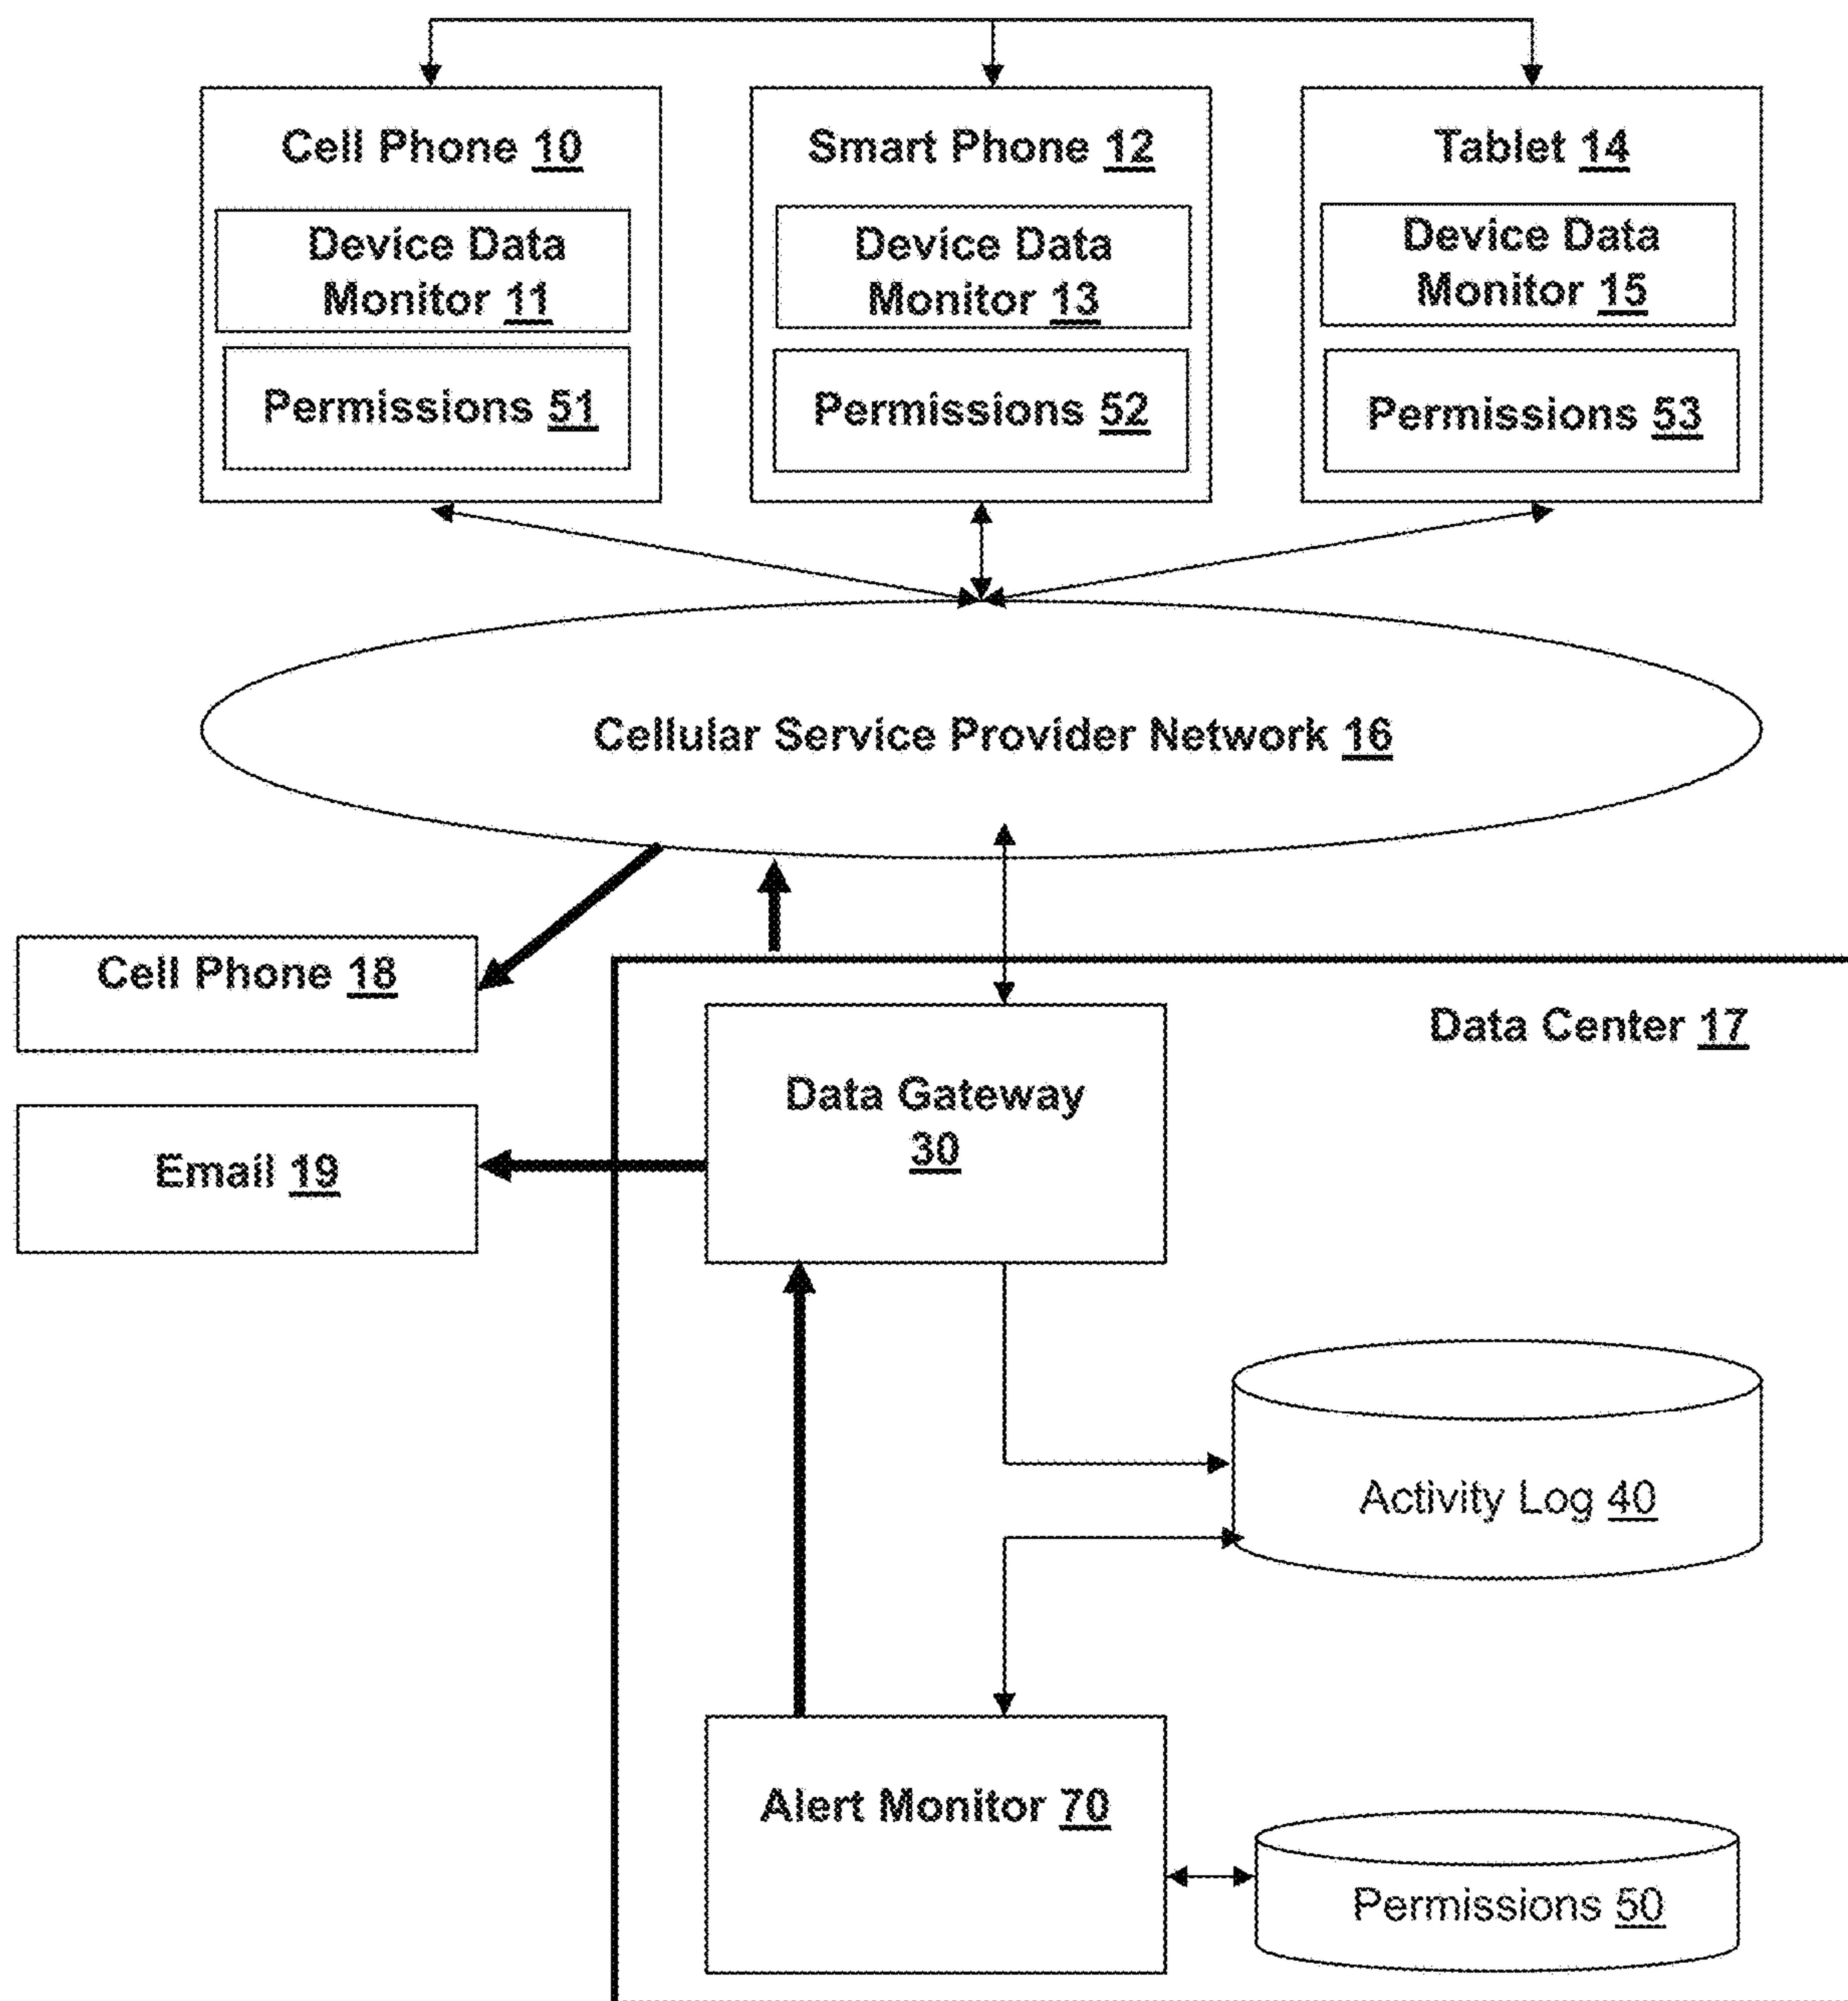 Cell Phone 10
Device Data
Monitor 11
Permissions 51
Smart Phone 12
Device Data
Monitor 13
Permissions 52
Tablet 14
Device Data
Monitor 15
Permissions 53
Cellular Service Provider Network 16
Cell Phone 18
Email 19
Data Center 17
Data Gateway
30
Activity Log 40
Alert Monitor 70
Permissions 50